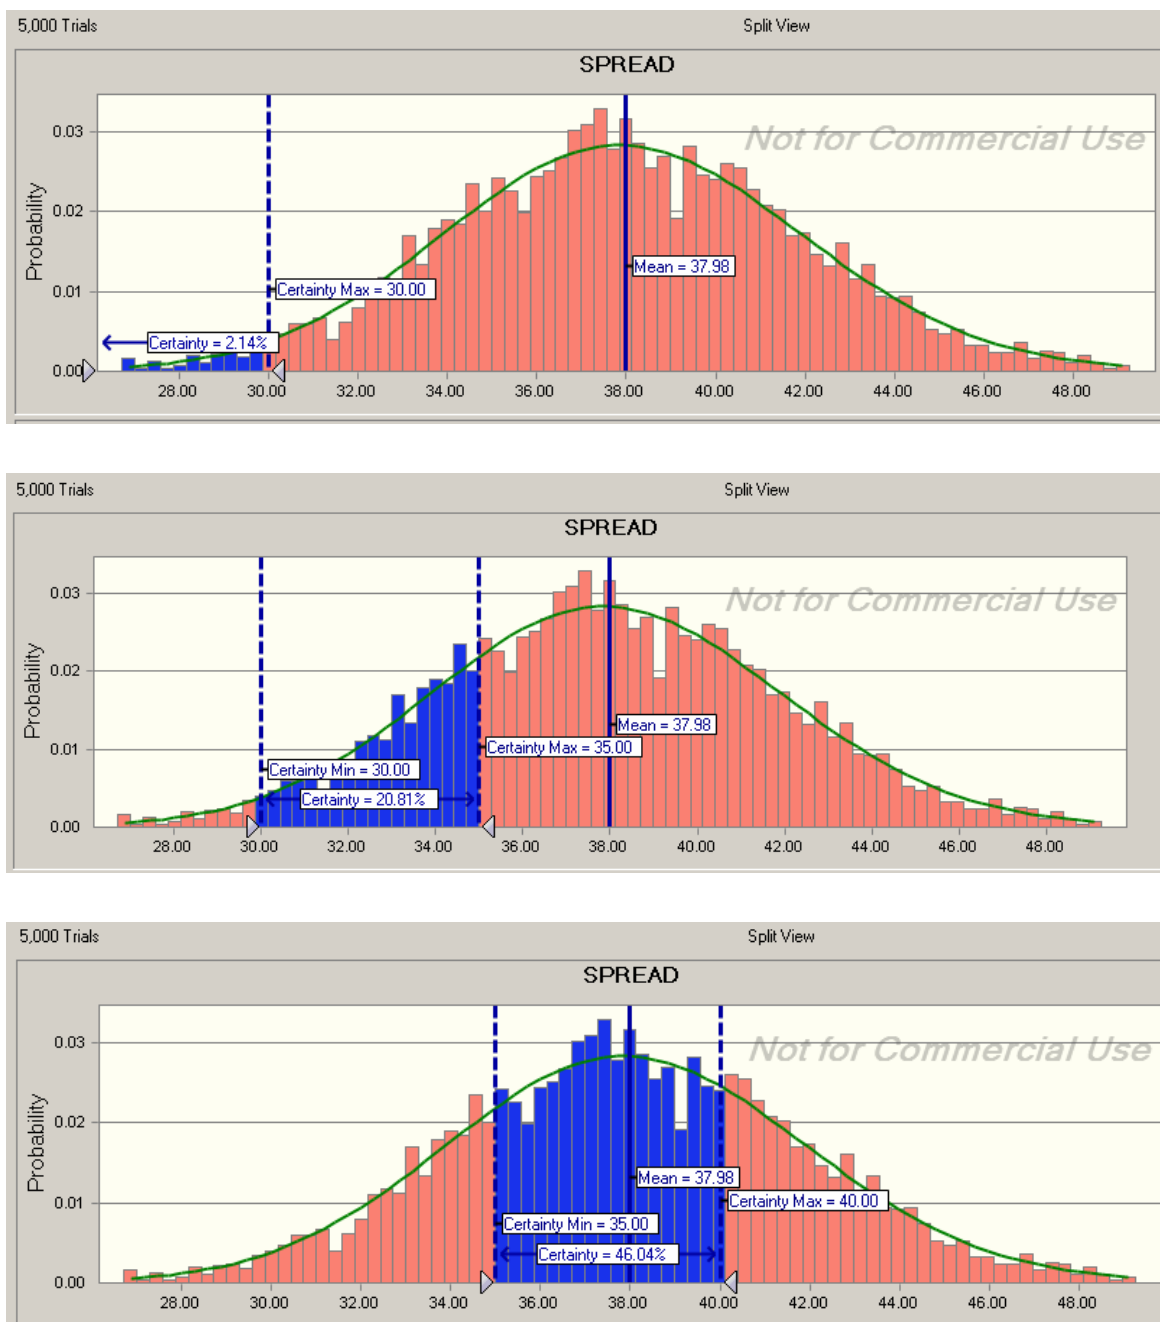 5,000 Trials Split View
SPREAD
Not for Commercial Use
0.03
0.02
0.01
0.00
Probability
Mean = 37.98
Certainty Max = 30.00
Certainty = 2.14%
28.00 30.00 32.00 34.00 36.00 38.00 40.00 42.00 44.00 46.00 48.00
5,000 Trials Split View
SPREAD
Not for Commercial Use
0.03
0.02
0.01
0.00
Probability
Mean = 37.98
Certainty Max = 35.00
Certainty Min = 30.00
Certainty = 20.81%
28.00 30.00 32.00 34.00 36.00 38.00 40.00 42.00 44.00 46.00 48.00
5,000 Trials Split View
SPREAD
Not for Commercial Use
0.03
0.02
0.01
0.00
Probability
Mean = 37.98
Certainty Max = 40.00
Certainty Min = 35.00
Certainty = 46.04%
28.00 30.00 32.00 34.00 36.00 38.00 40.00 42.00 44.00 46.00 48.00